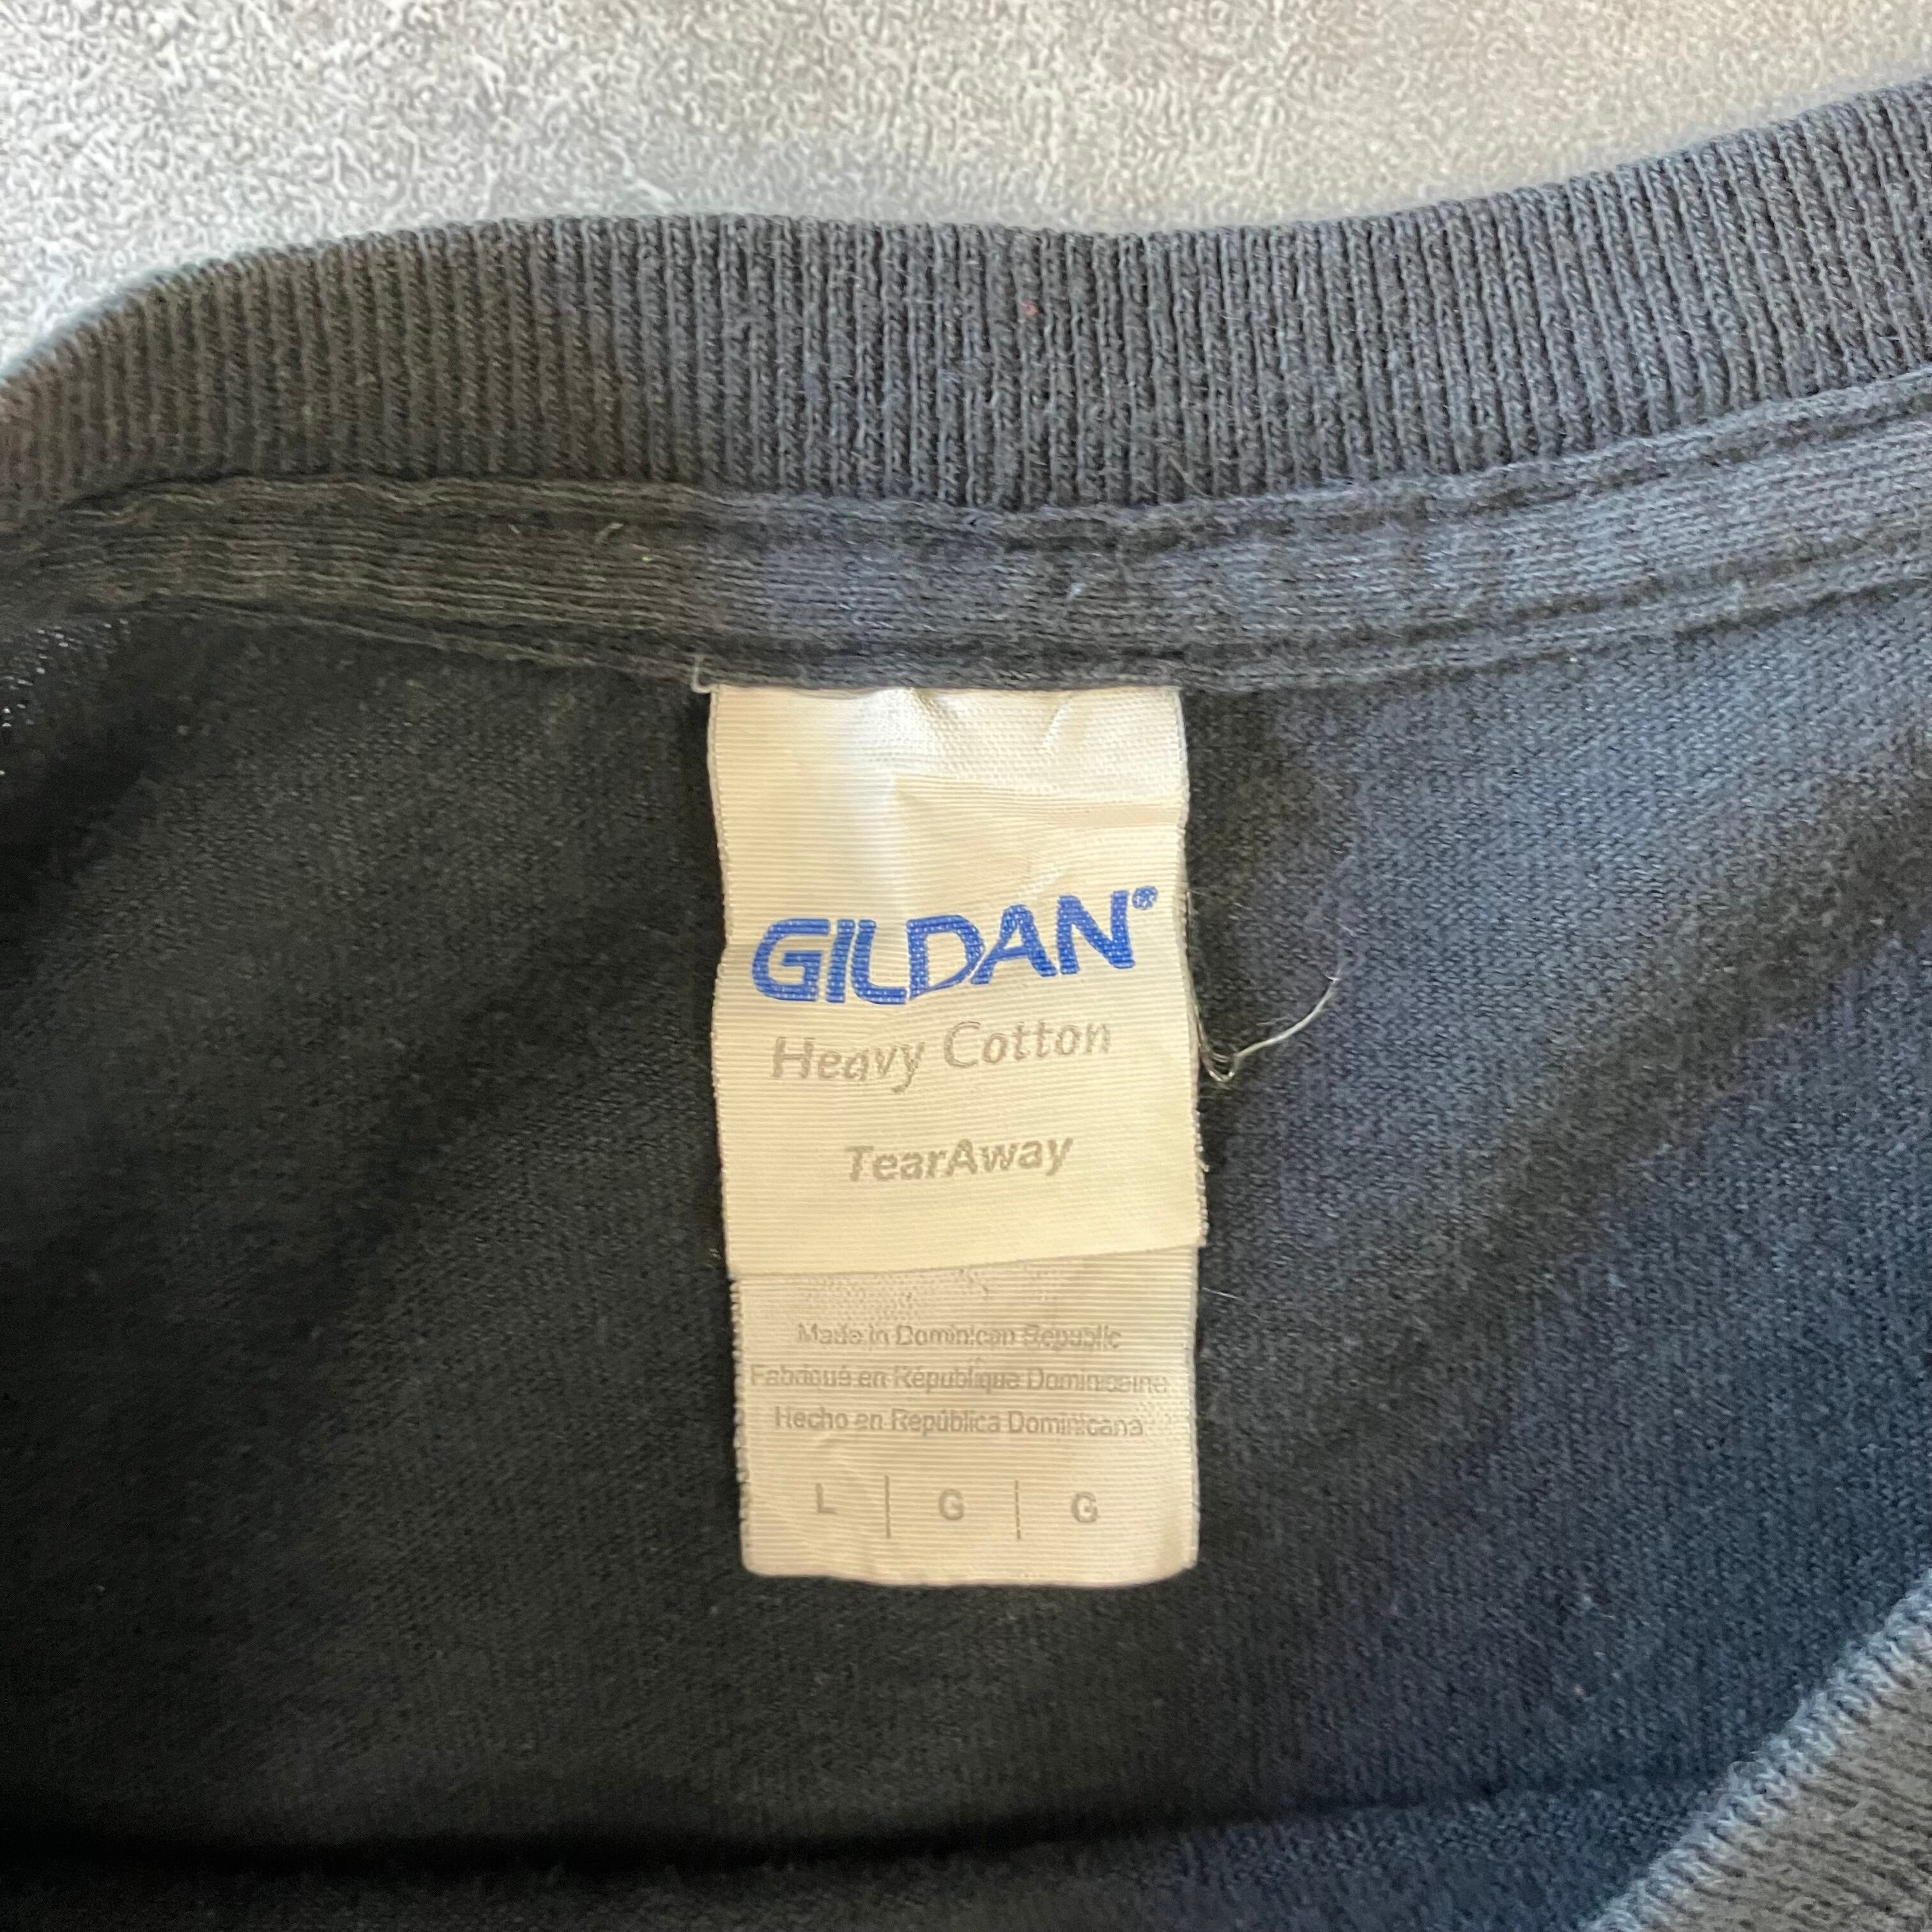 GILDAN®
Heavy Cotton
TearAway
Made in Dominican Republic
Fabriqué en République Dominicaine
Hecho en República Dominicana
L | G | G